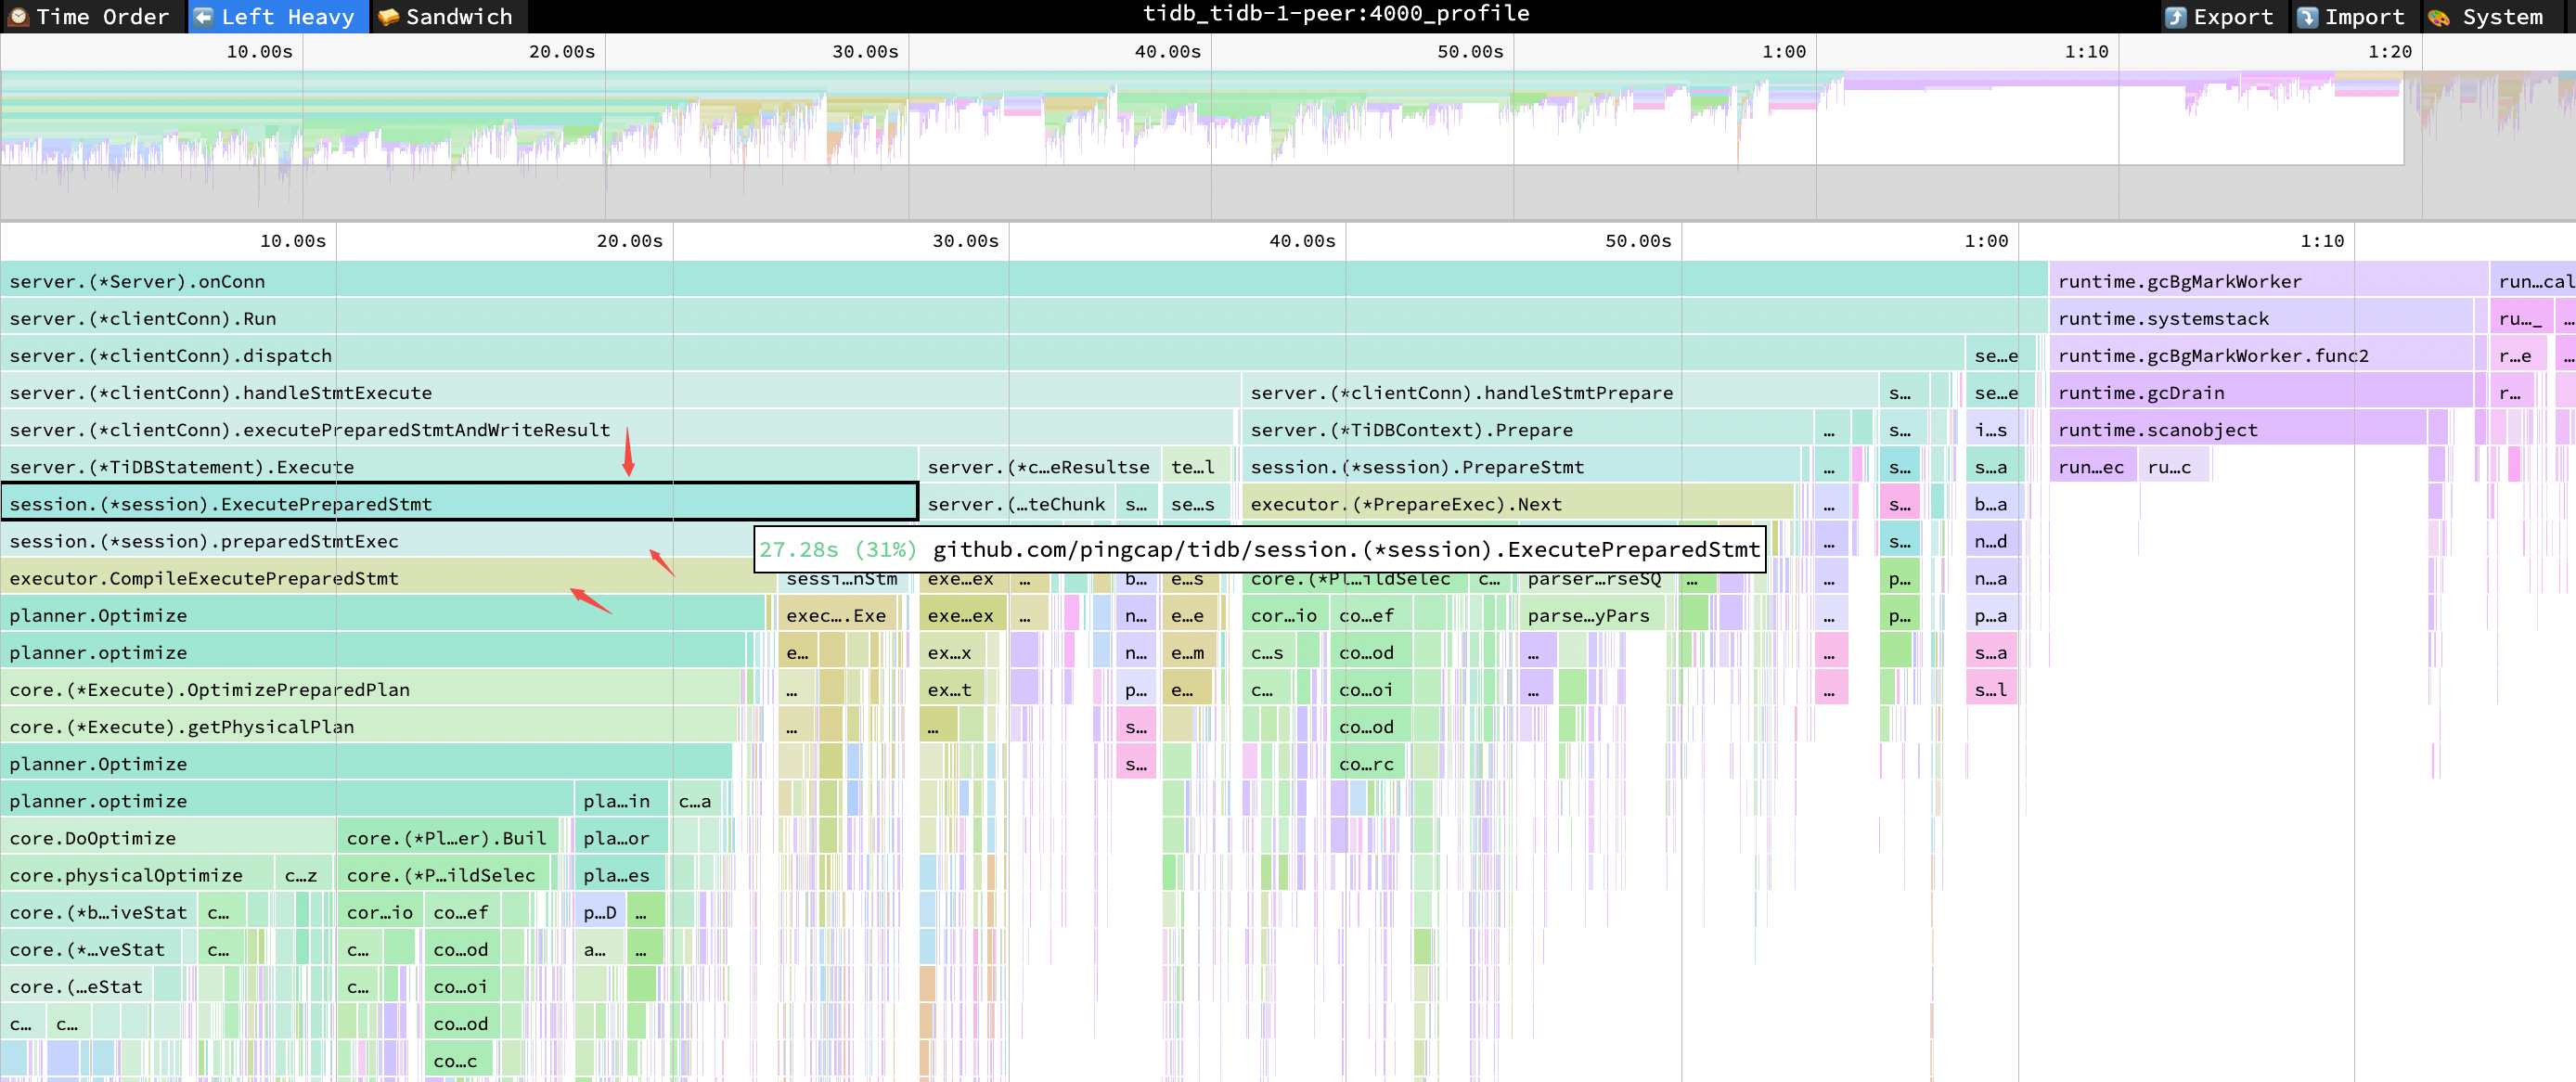 Time Order Left Heavy Sandwich tidb_tidb-1-peer:4000_profile Export Import System
10.00s 20.00s 30.00s 40.00s 50.00s 1:00 1:10 1:20
10.00s 20.00s 30.00s 40.00s 50.00s 1:00 1:10
server.(*Server).onConn runtime.gcBgMarkWorker run…cal
server.(*clientConn).Run runtime.systemstack ru…_ …
server.(*clientConn).dispatch se…e runtime.gcBgMarkWorker.func2 r…e …
server.(*clientConn).handleStmtExecute server.(*clientConn).handleStmtPrepare s… se…e runtime.gcDrain r…
server.(*clientConn).executePreparedStmtAndWriteResult server.(*TiDBContext).Prepare … s… i…s runtime.scanobject
server.(*TiDBStatement).Execute server.(*c…eResultse te…l session.(*session).PrepareStmt … s… s…a run…ec ru…c
session.(*session).ExecutePreparedStmt server.(…teChunk s… se…s executor.(*PrepareExec).Next … s… b…a
session.(*session).preparedStmtExec … s… n…d
27.28s (31%) github.com/pingcap/tidb/session.(*session).ExecutePreparedStmt
executor.CompileExecutePreparedStmt sessi…nStm exe…ex … b… e…s core.(*Pl…ildSelec c… parser…rseSQ … … p… n…a
planner.Optimize exec….Exe exe…ex … n… e…e cor…io co…ef parse…yPars … p… p…a
planner.optimize e… ex…x n… e…m c…s co…od … … s…a
core.(*Execute).OptimizePreparedPlan … ex…t p… e… c… co…oi … … s…l
core.(*Execute).getPhysicalPlan … … s… co…od
planner.Optimize s… co…rc
planner.optimize pla…in c…a
core.DoOptimize core.(*Pl…er).Buil pla…or
core.physicalOptimize c…z core.(*P…ildSelec pla…es
core.(*b…iveStat c… cor…io co…ef p…D …
core.(*…veStat c… c… co…od a… …
core.(…eStat c… co…oi
c… c… co…od
co…c